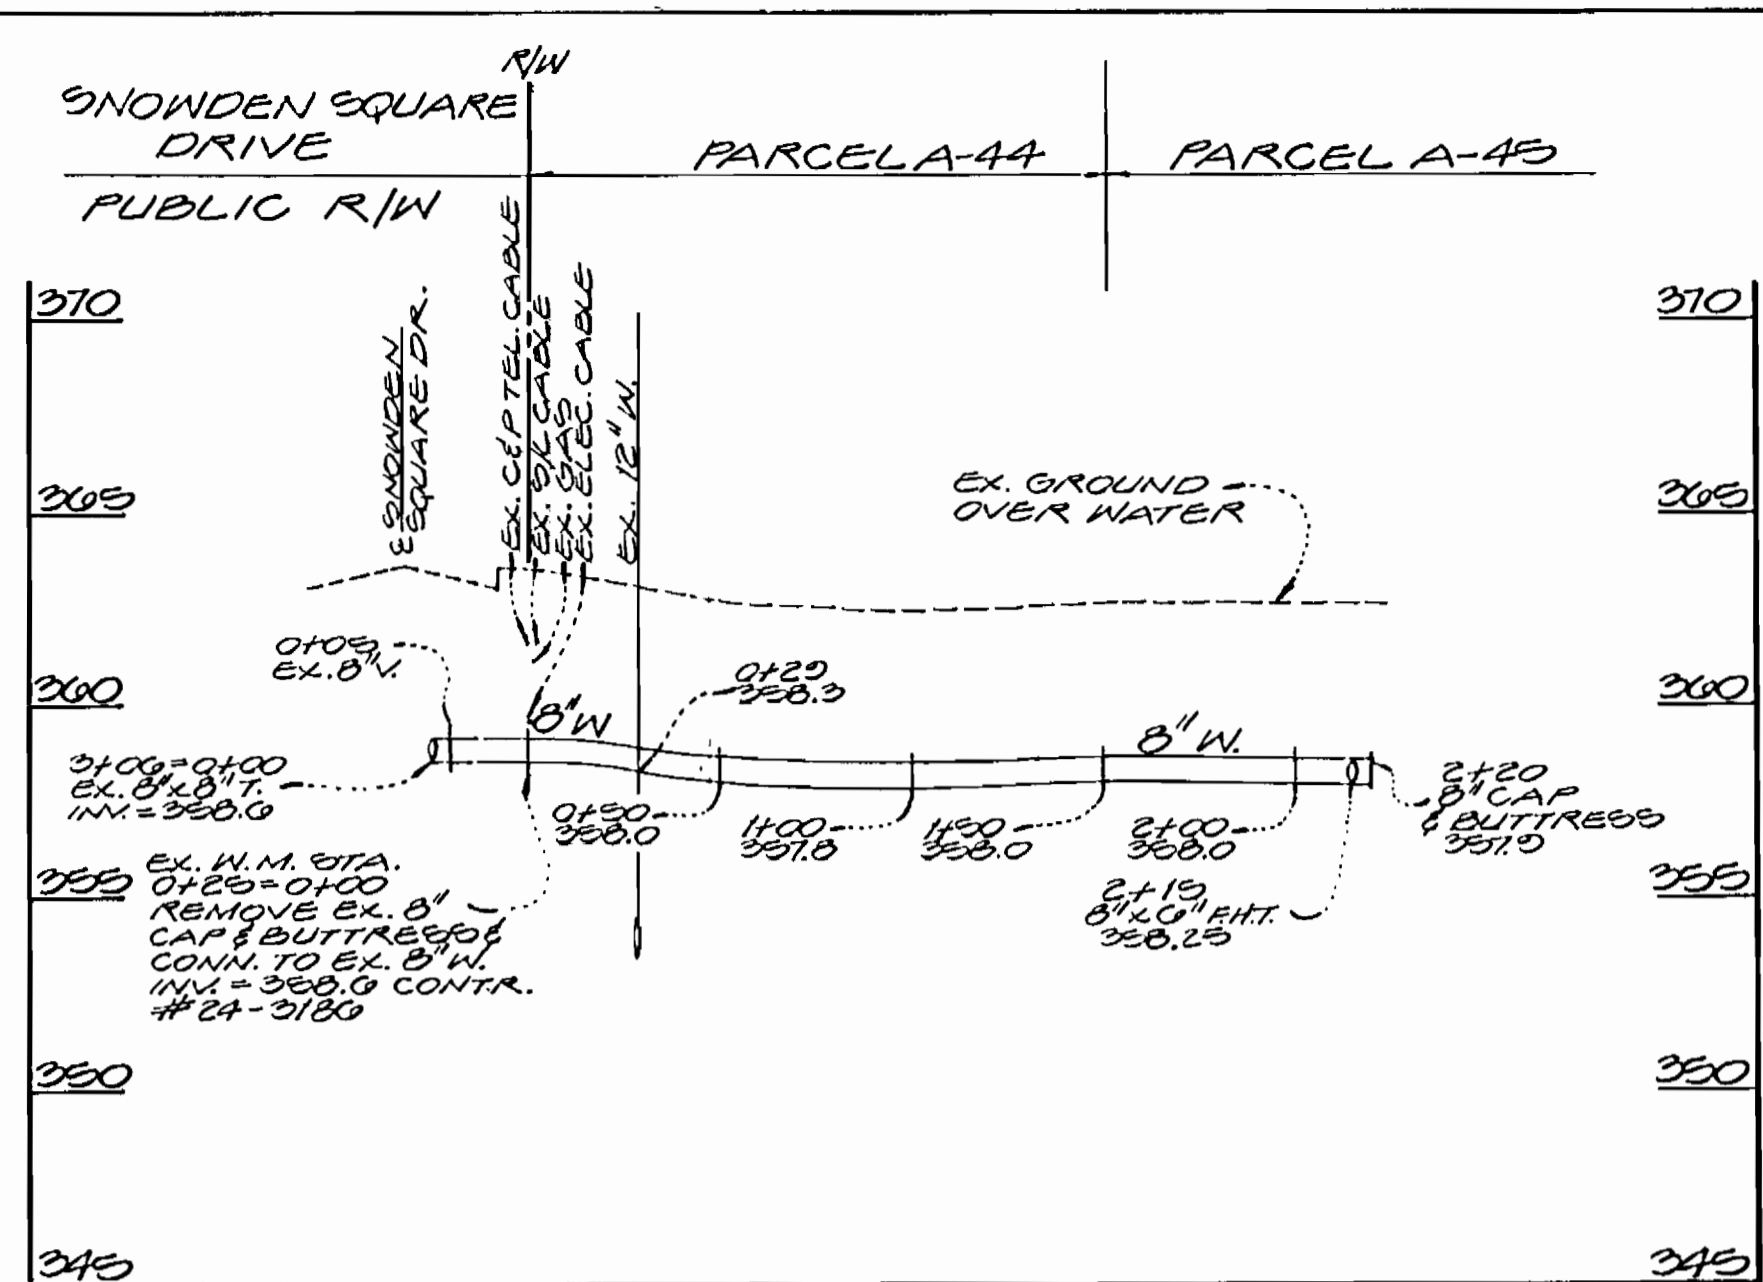 R/W
SNOWDEN SQUARE
DRIVE
PUBLIC R/W
PARCEL A-44
PARCEL A-45
370
365
360
355
350
345
370
365
360
355
350
345
℄ SNOWDEN
SQUARE DR.
EX. C&P TEL. CABLE
EX. S/L CABLE
EX. GAS
EX. ELEC. CABLE
EX. 12" W.
EX. GROUND
OVER WATER
0+05
EX. 8" V.
8" W
0+29
358.3
8" W.
3+06=0+00
EX. 8"x8" T.
INV. = 358.6
0+50
358.0
1+00
357.8
1+50
358.0
2+00
358.0
2+20
8" CAP
& BUTTRESS
357.9
2+15
8"x6" F.H.T.
358.25
EX. W.M. STA.
0+25=0+00
REMOVE EX. 8"
CAP & BUTTRESS &
CONN. TO EX. 8" W.
INV. = 358.6 CONTR.
#24-3186